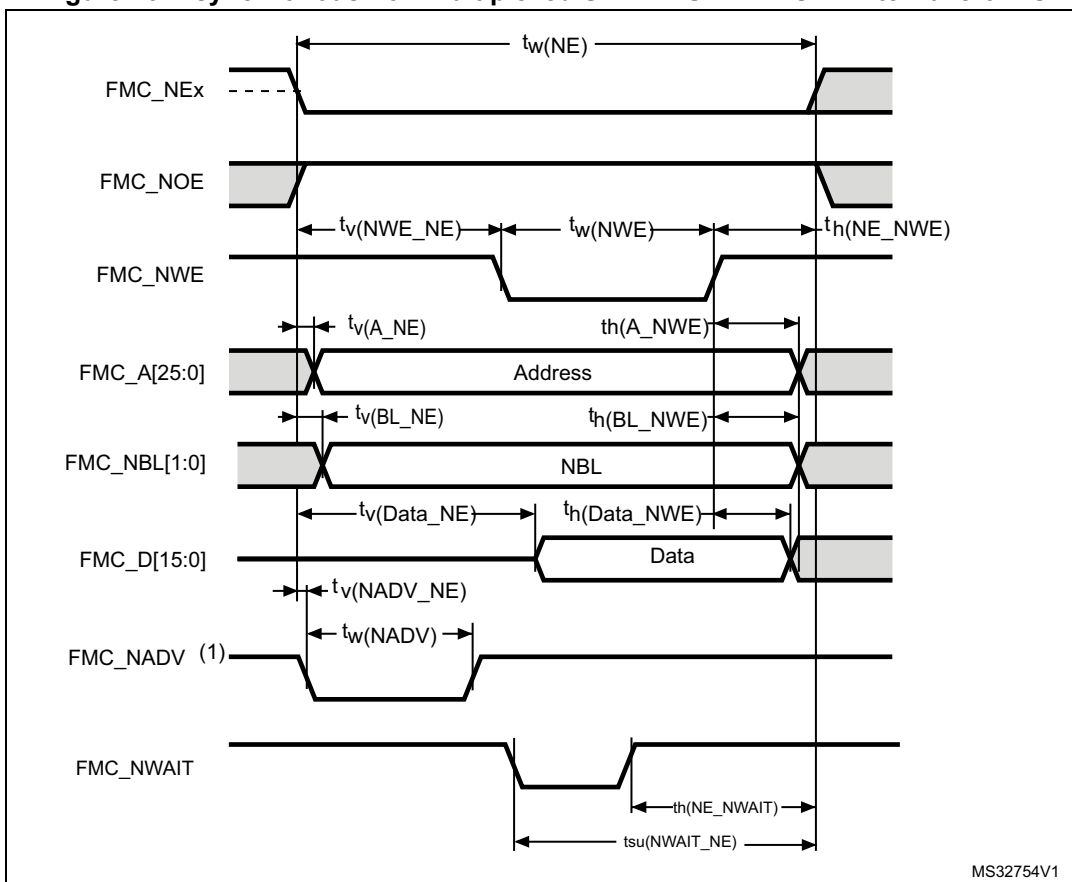 tw(NE)
FMC_NEx
FMC_NOE
tv(NWE_NE) tw(NWE) th(NE_NWE)
FMC_NWE
tv(A_NE) th(A_NWE)
FMC_A[25:0] Address
tv(BL_NE) th(BL_NWE)
FMC_NBL[1:0] NBL
tv(Data_NE) th(Data_NWE)
FMC_D[15:0] Data
tv(NADV_NE)
tw(NADV)
FMC_NADV (1)
FMC_NWAIT
th(NE_NWAIT)
tsu(NWAIT_NE)
MS32754V1